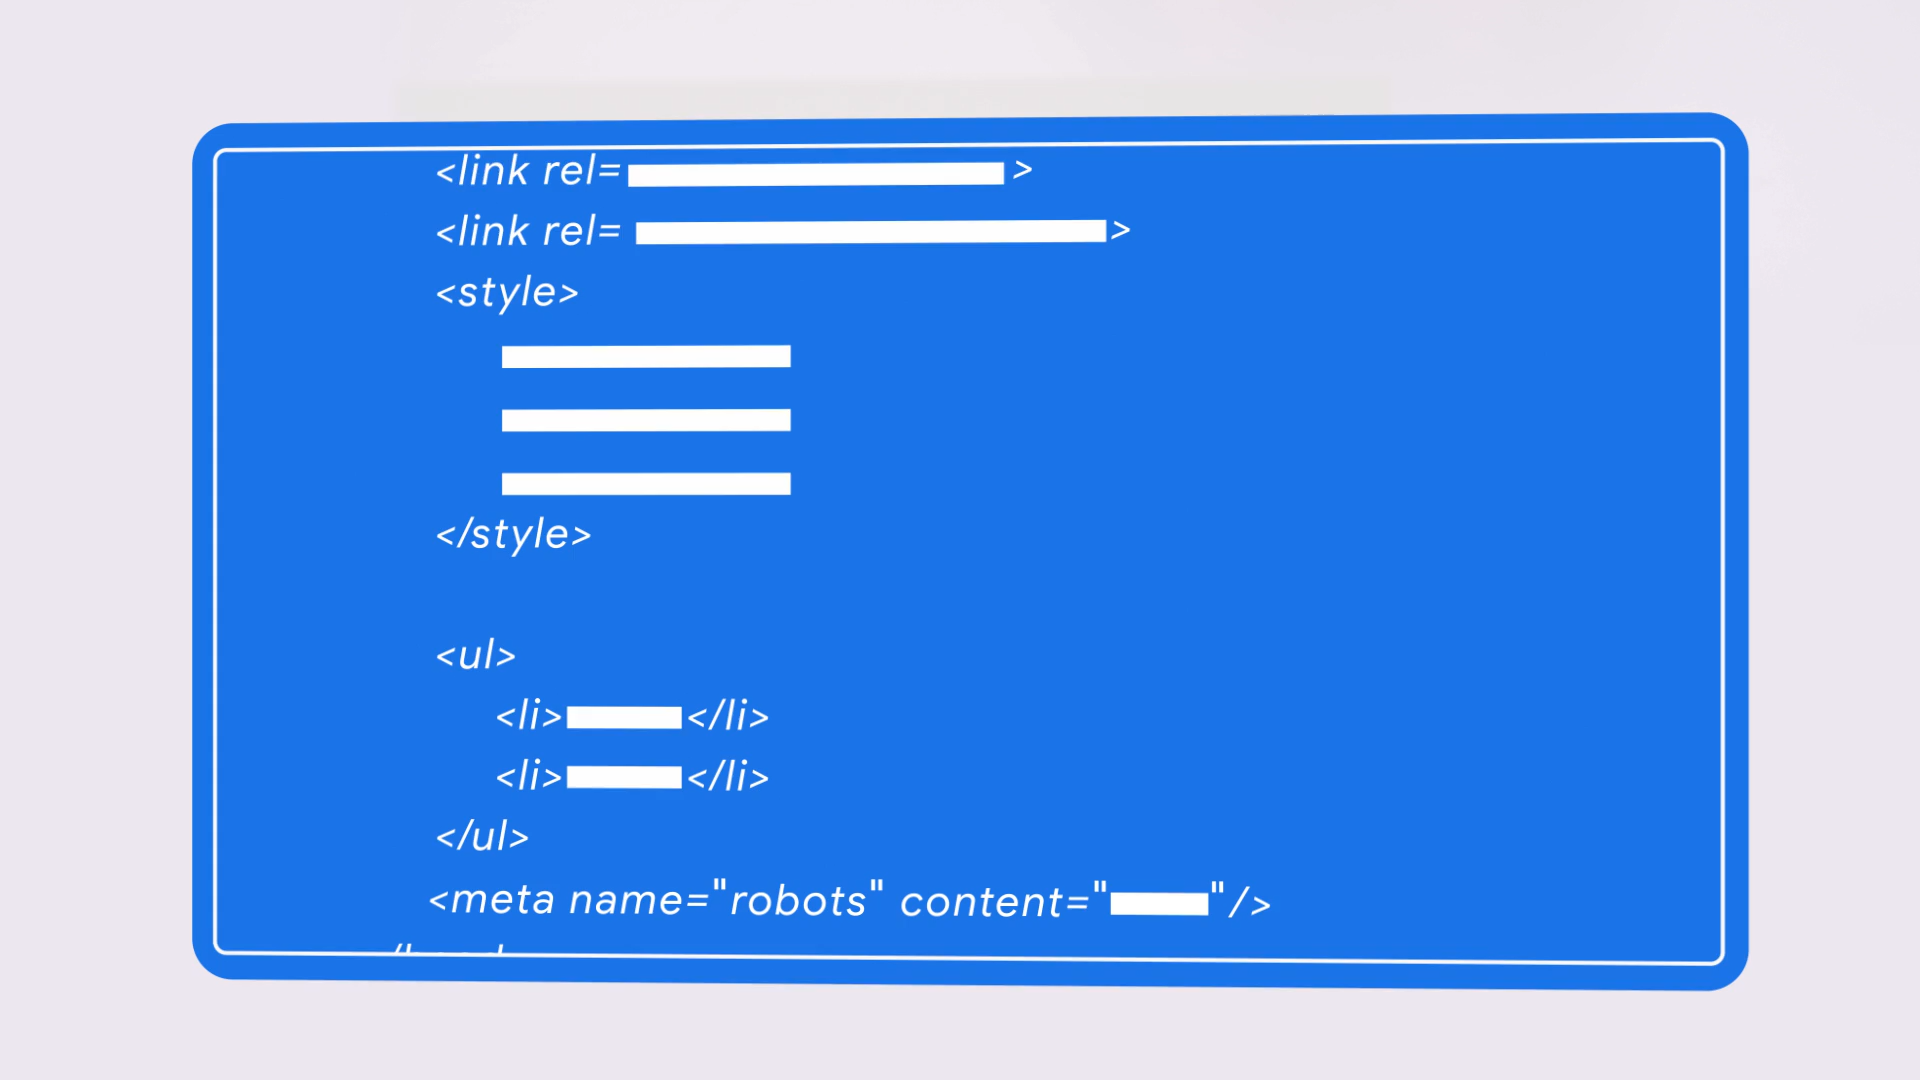 <link rel= >
<link rel= >
<style>
</style>
<ul>
<li></li>
<li></li>
</ul>
<meta name="robots" content=""/>